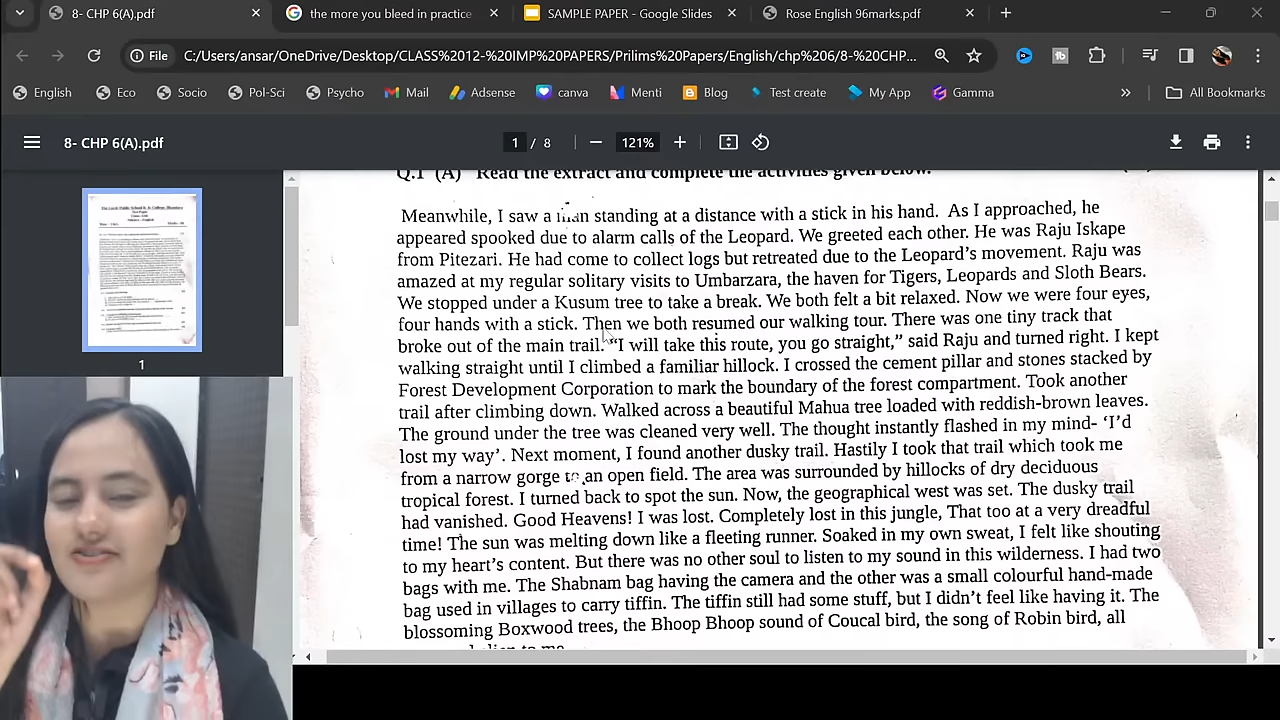 8- CHP 6(A).pdf
the more you bleed in practice
SAMPLE PAPER - Google Slides
Rose English 96marks.pdf
File
C:/Users/ansar/OneDrive/Desktop/CLASS%2012-%20IMP%20PAPERS/Prilims%20Papers/English/chp%206/8-%20CHP...
English
Eco
Socio
Pol-Sci
Psycho
Mail
Adsense
canva
Menti
Blog
Test create
My App
Gamma
All Bookmarks
8- CHP 6(A).pdf
1 / 8
121%
1
Q.1 (A) Read the extract and complete the activities given below.
Meanwhile, I saw a man standing at a distance with a stick in his hand. As I approached, he
appeared spooked due to alarm calls of the Leopard. We greeted each other. He was Raju Iskape
from Pitezari. He had come to collect logs but retreated due to the Leopard's movement. Raju was
amazed at my regular solitary visits to Umbarzara, the haven for Tigers, Leopards and Sloth Bears.
We stopped under a Kusum tree to take a break. We both felt a bit relaxed. Now we were four eyes,
four hands with a stick. Then we both resumed our walking tour. There was one tiny track that
broke out of the main trail. “I will take this route, you go straight,” said Raju and turned right. I kept
walking straight until I climbed a familiar hillock. I crossed the cement pillar and stones stacked by
Forest Development Corporation to mark the boundary of the forest compartment. Took another
trail after climbing down. Walked across a beautiful Mahua tree loaded with reddish-brown leaves.
The ground under the tree was cleaned very well. The thought instantly flashed in my mind- ‘I’d
lost my way’. Next moment, I found another dusky trail. Hastily I took that trail which took me
from a narrow gorge to an open field. The area was surrounded by hillocks of dry deciduous
tropical forest. I turned back to spot the sun. Now, the geographical west was set. The dusky trail
had vanished. Good Heavens! I was lost. Completely lost in this jungle, That too at a very dreadful
time! The sun was melting down like a fleeting runner. Soaked in my own sweat, I felt like shouting
to my heart’s content. But there was no other soul to listen to my sound in this wilderness. I had two
bags with me. The Shabnam bag having the camera and the other was a small colourful hand-made
bag used in villages to carry tiffin. The tiffin still had some stuff, but I didn’t feel like having it. The
blossoming Boxwood trees, the Bhoop Bhoop sound of Coucal bird, the song of Robin bird, all